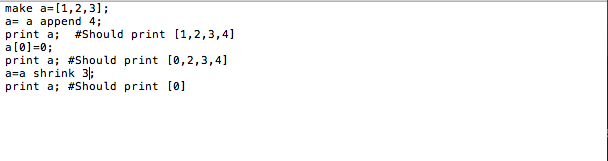 make a=[1,2,3];
a= a append 4;
print a;  #Should print [1,2,3,4]
a[0]=0;
print a; #Should print [0,2,3,4]
a=a shrink 3;
print a; #Should print [0]